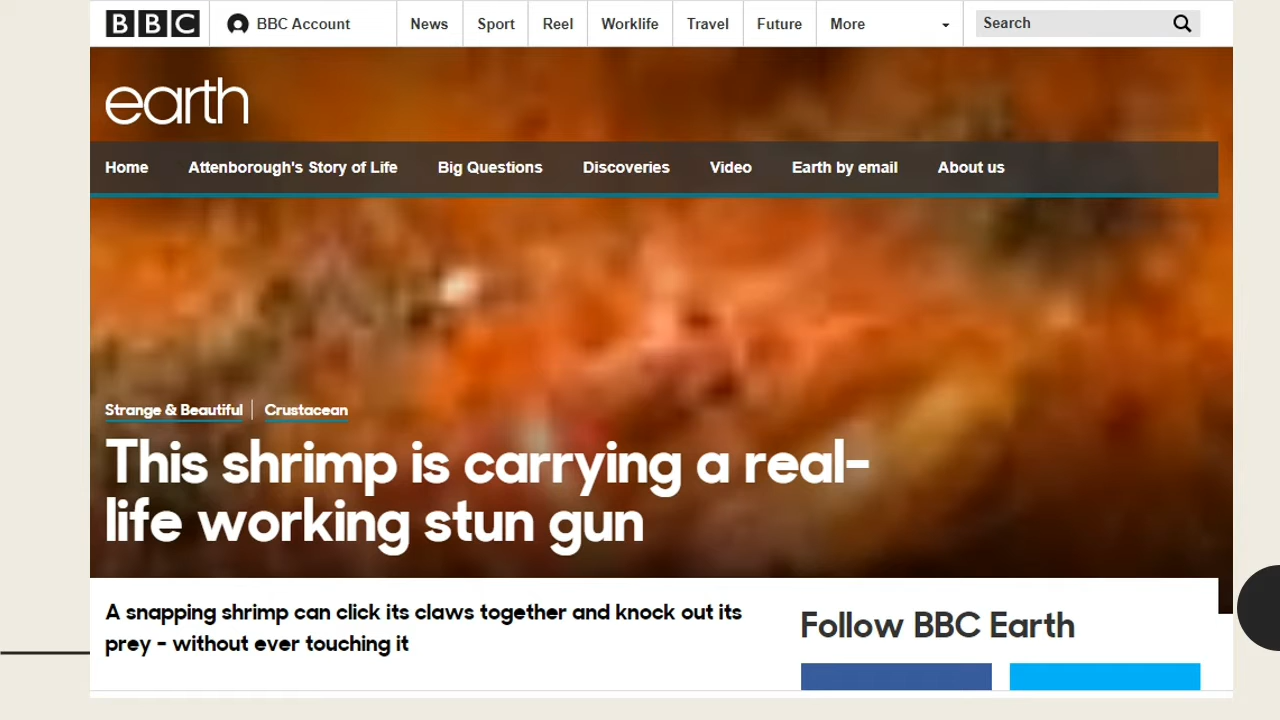 BBC BBC Account News Sport Reel Worklife Travel Future More Search
earth
Home Attenborough's Story of Life Big Questions Discoveries Video Earth by email About us
Strange & Beautiful Crustacean
This shrimp is carrying a real-
life working stun gun
A snapping shrimp can click its claws together and knock out its
prey - without ever touching it
Follow BBC Earth